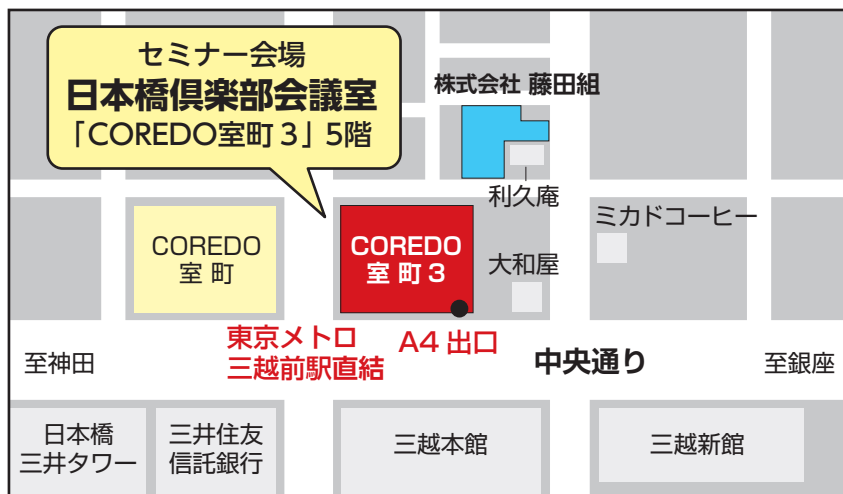 セミナー会場
日本橋倶楽部会議室
「COREDO室町3」5階
株式会社 藤田組
利久庵
ミカドコーヒー
COREDO
室 町
COREDO
室 町 3
大和屋
東京メトロ
三越前駅直結
A4 出口
至神田
中央通り
至銀座
日本橋
三井タワー
三井住友
信託銀行
三越本館
三越新館